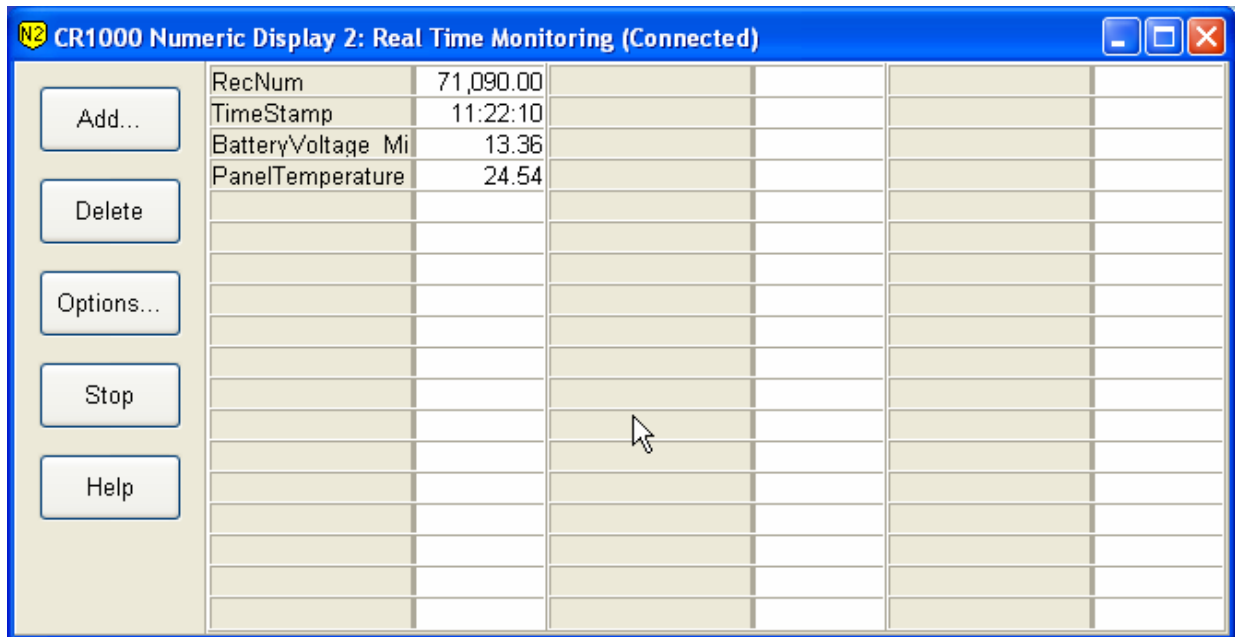 N2 CR1000 Numeric Display 2: Real Time Monitoring (Connected)
Add...
Delete
Options...
Stop
Help
RecNum 71,090.00
TimeStamp 11:22:10
BatteryVoltage Mi 13.36
PanelTemperature 24.54